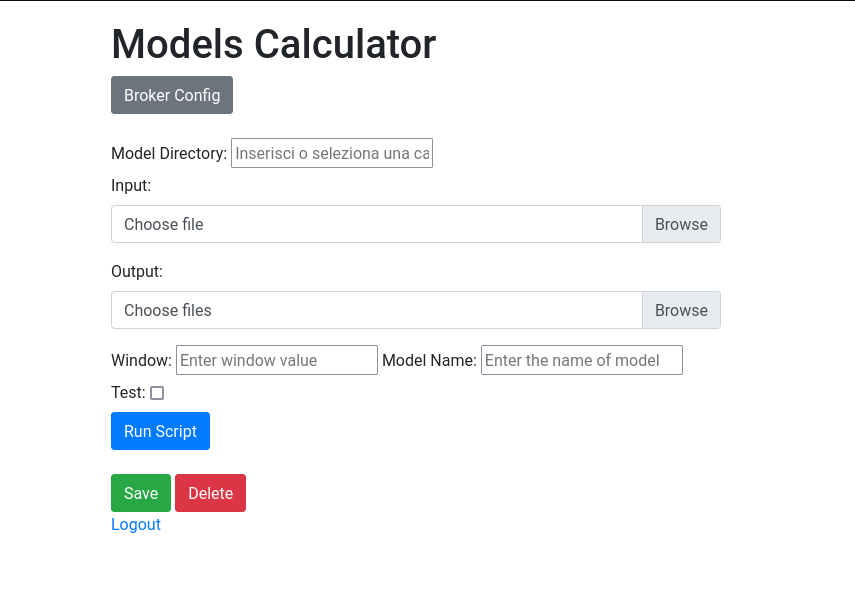 Models Calculator
Broker Config
Model Directory: Inserisci o seleziona una ca
Input:
Choose file Browse
Output:
Choose files Browse
Window: Enter window value Model Name: Enter the name of model
Test:
Run Script
Save Delete
Logout